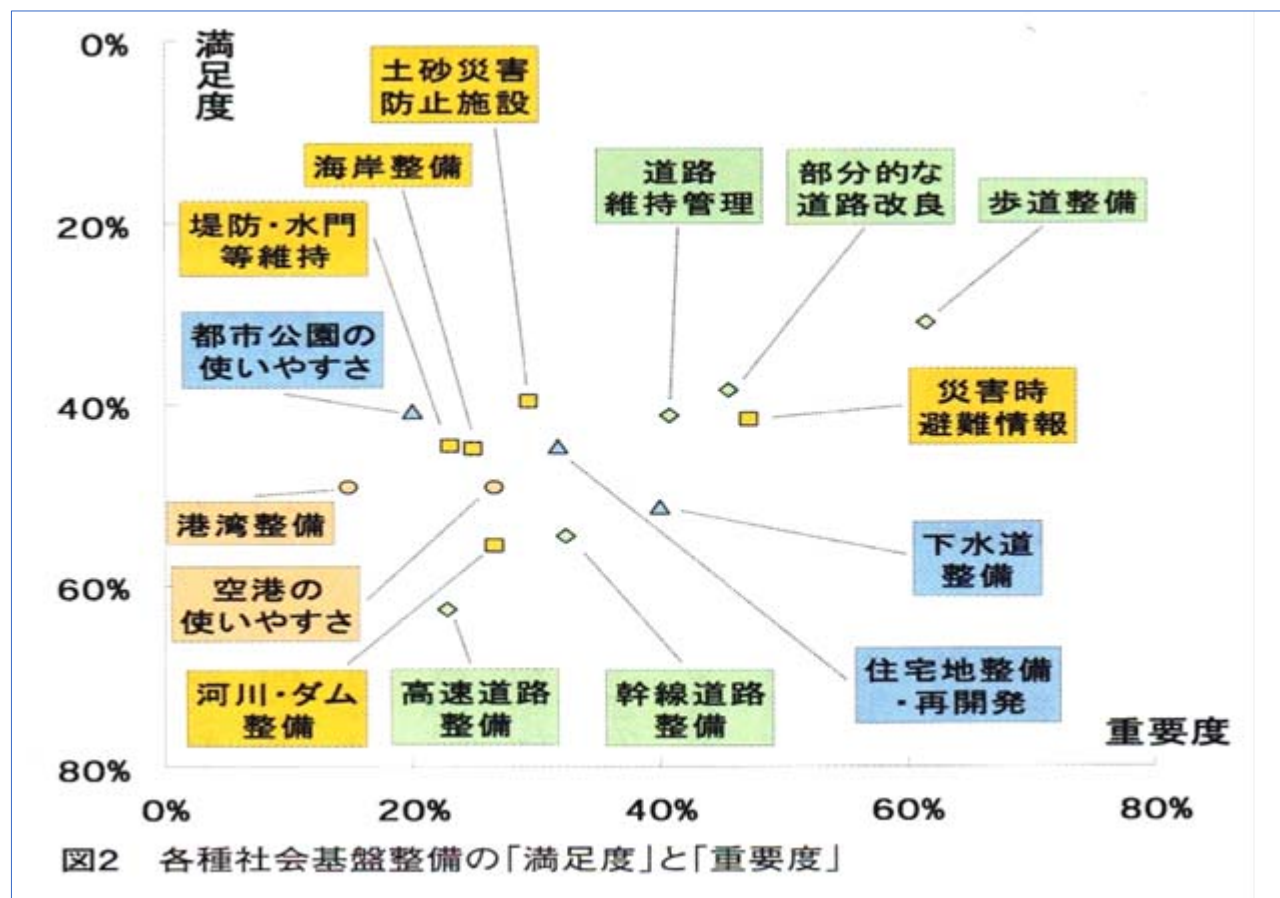 0%
満足度
土砂災害
防止施設
海岸整備
道路
維持管理
部分的な
道路改良
歩道整備
20%
堤防・水門
等維持
都市公園の
使いやすさ
40%
災害時
避難情報
港湾整備
下水道
整備
60%
空港の
使いやすさ
河川・ダム
整備
高速道路
整備
幹線道路
整備
住宅地整備
・再開発
重要度
80%
0%
20%
40%
60%
80%
図2 各種社会基盤整備の「満足度」と「重要度」